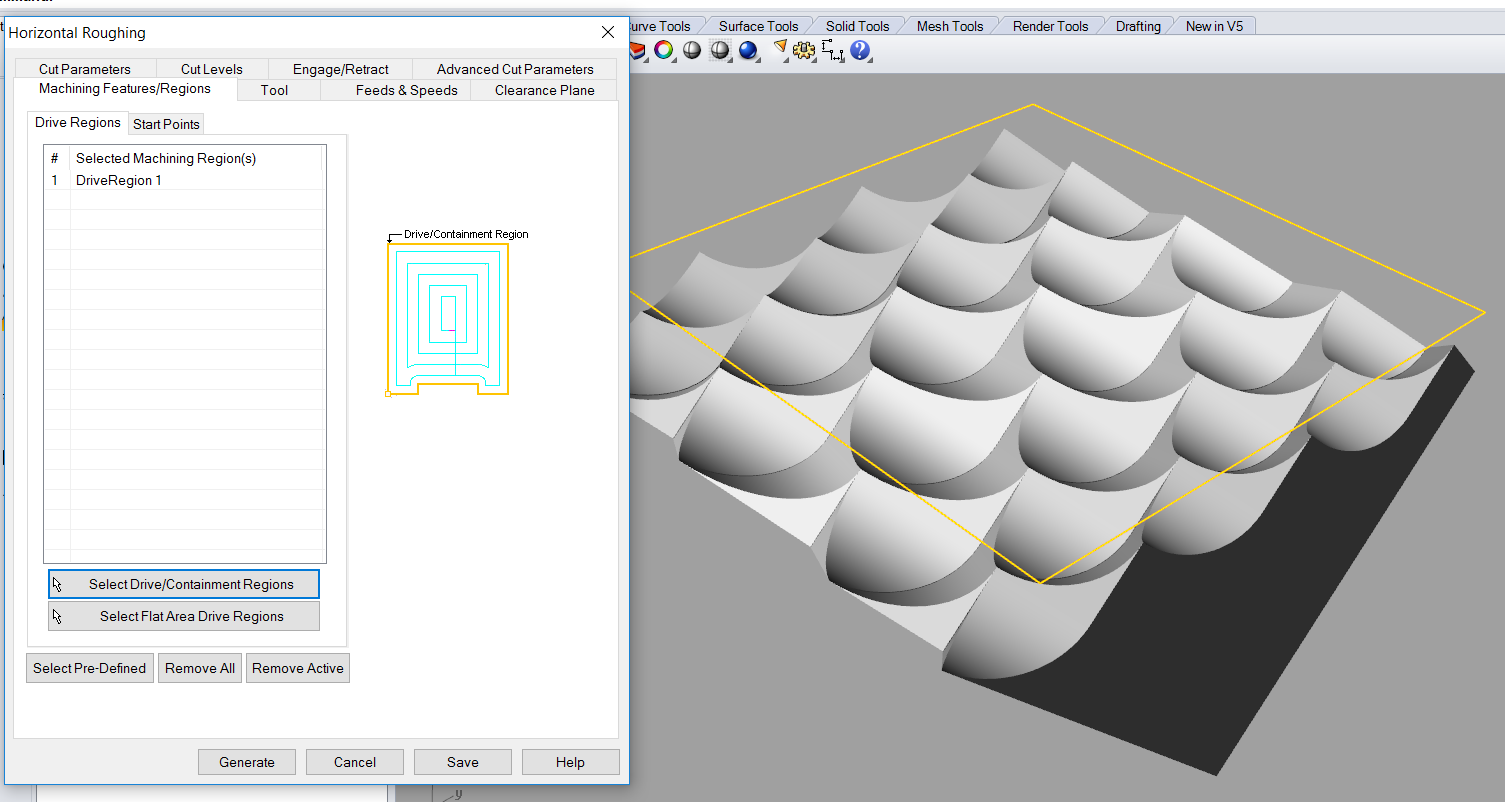 Horizontal Roughing
urve Tools
Surface Tools
Solid Tools
Mesh Tools
Render Tools
Drafting
New in V5
Cut Parameters
Cut Levels
Engage/Retract
Advanced Cut Parameters
Machining Features/Regions
Tool
Feeds & Speeds
Clearance Plane
Drive Regions
Start Points
# Selected Machining Region(s)
1 DriveRegion 1
Drive/Containment Region
Select Drive/Containment Regions
Select Flat Area Drive Regions
Select Pre-Defined
Remove All
Remove Active
Generate
Cancel
Save
Help
y